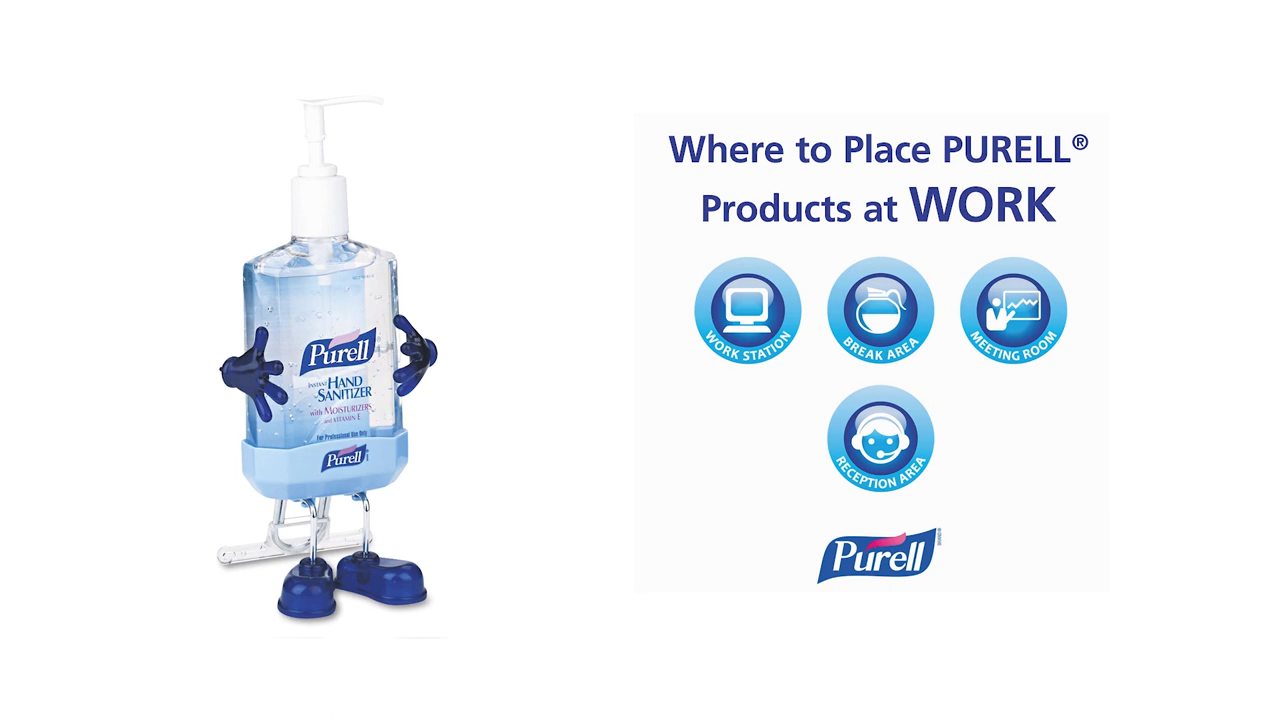 Purell
INSTANT HAND
SANITIZER
with MOISTURIZERS
and VITAMIN E
For Professional Use Only
Purell
Where to Place PURELL®
Products at WORK
WORK STATION
BREAK AREA
MEETING ROOM
RECEPTION AREA
Purell®